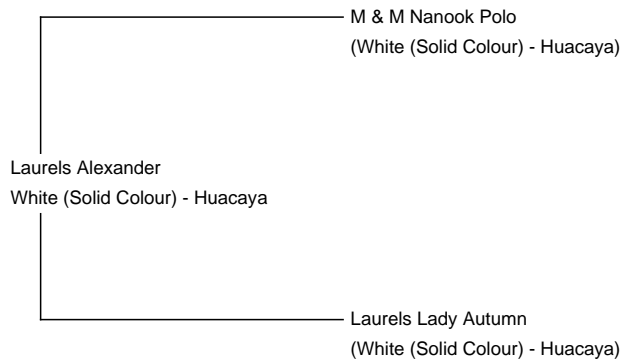 M & M Nanook Polo
(White (Solid Colour) - Huacaya)
Laurels Alexander
White (Solid Colour) - Huacaya
Laurels Lady Autumn
(White (Solid Colour) - Huacaya)